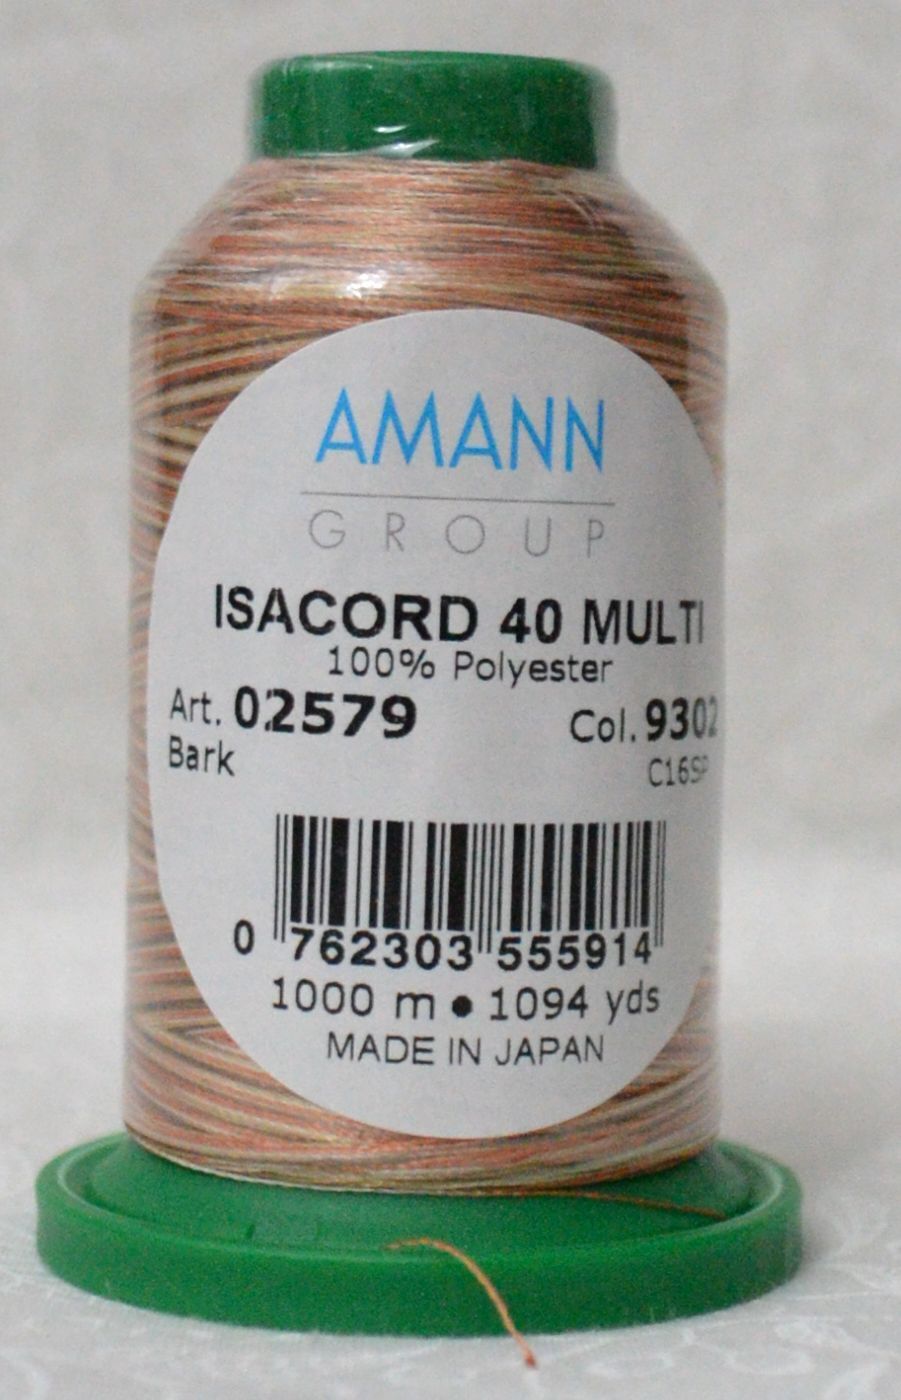 AMANN
GROUP
ISACORD 40 MULTI
100% Polyester
Art. 02579 Col. 9302
Bark C16SP
0 762303 555914
1000 m • 1094 yds
MADE IN JAPAN